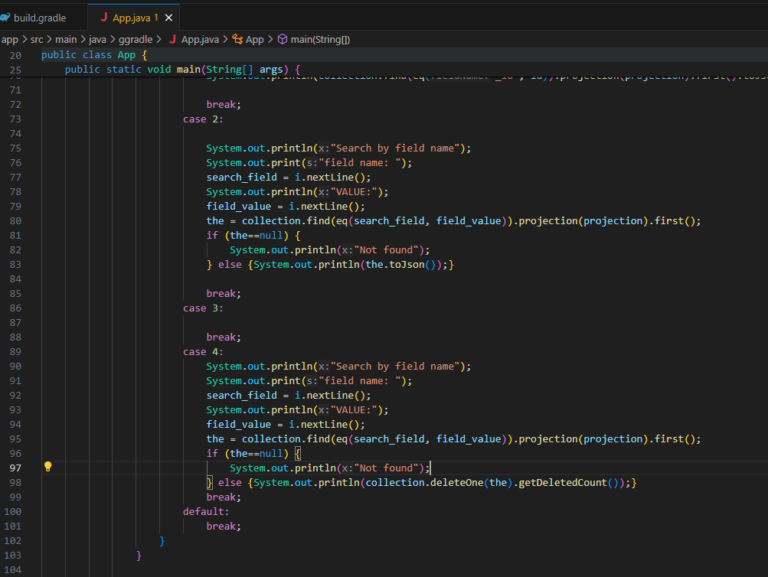 build.gradle
J App.java 1 ×
app > src > main > java > ggradle > J App.java > App > main(String[])
20 public class App {
25 public static void main(String[] args) {
71
72 break;
73 case 2:
74
75 System.out.println(x:"Search by field name");
76 System.out.print(s:"field name: ");
77 search_field = i.nextLine();
78 System.out.println(x:"VALUE:");
79 field_value = i.nextLine();
80 the = collection.find(eq(search_field, field_value)).projection(projection).first();
81 if (the==null) {
82 System.out.println(x:"Not found");
83 } else {System.out.println(the.toJson());}
84
85 break;
86 case 3:
87
88 break;
89 case 4:
90 System.out.println(x:"Search by field name");
91 System.out.print(s:"field name: ");
92 search_field = i.nextLine();
93 System.out.println(x:"VALUE:");
94 field_value = i.nextLine();
95 the = collection.find(eq(search_field, field_value)).projection(projection).first();
96 if (the==null) {
97 System.out.println(x:"Not found");
98 } else {System.out.println(collection.deleteOne(the).getDeletedCount());}
99 break;
100 default:
101 break;
102 }
103 }
104